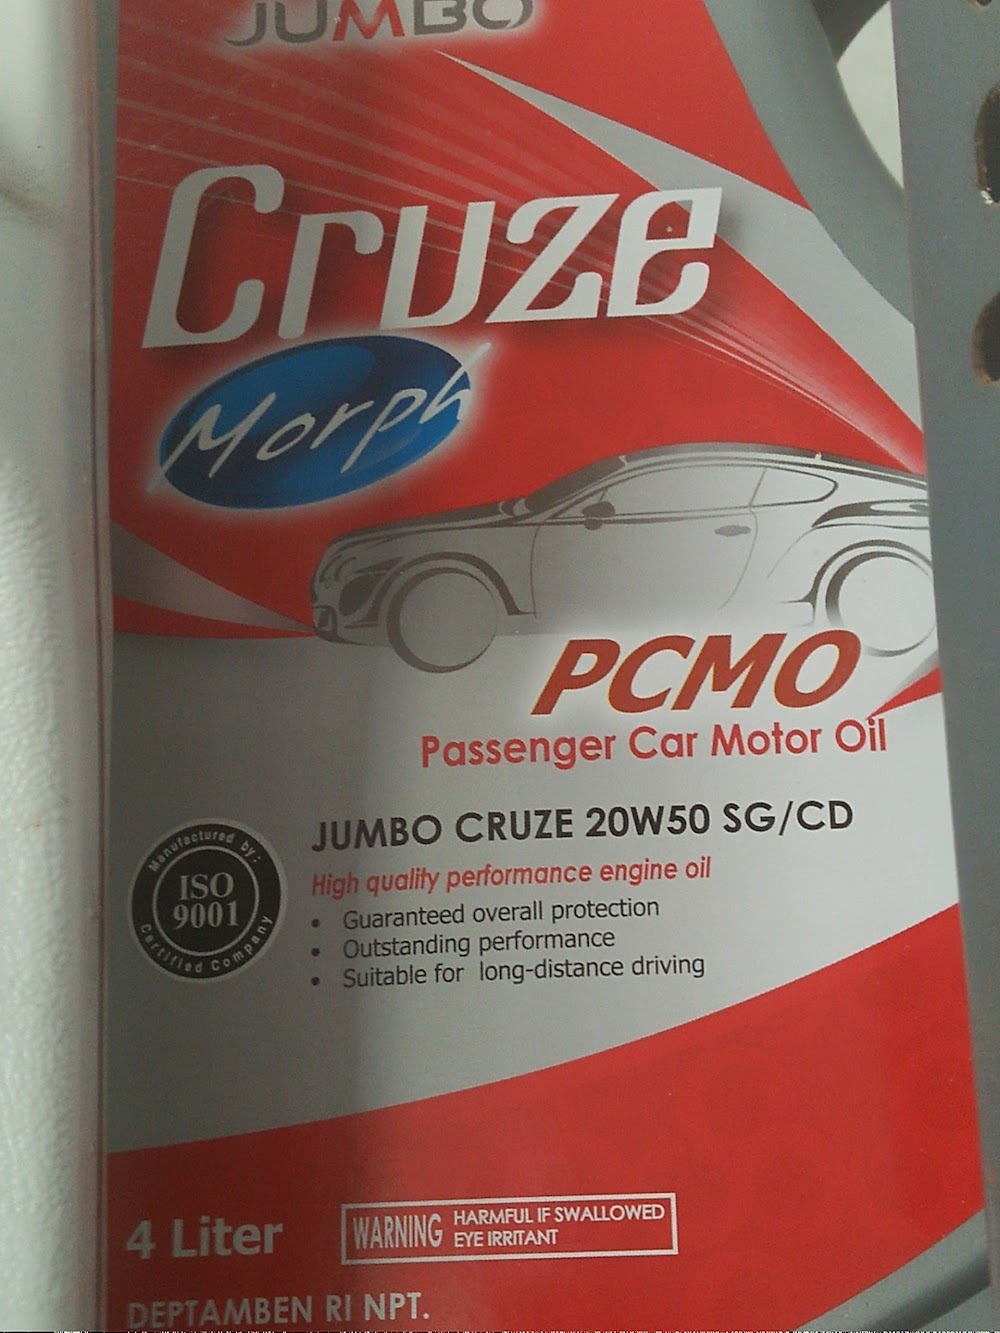 JUMBO
Cruze
Morph
PCMO
Passenger Car Motor Oil
JUMBO CRUZE 20W50 SG/CD
High quality performance engine oil
• Guaranteed overall protection
• Outstanding performance
• Suitable for long-distance driving
Manufactured by:
ISO
9001
Certified Company
4 Liter
WARNING HARMFUL IF SWALLOWED
EYE IRRITANT
DEPTAMBEN RI NPT.